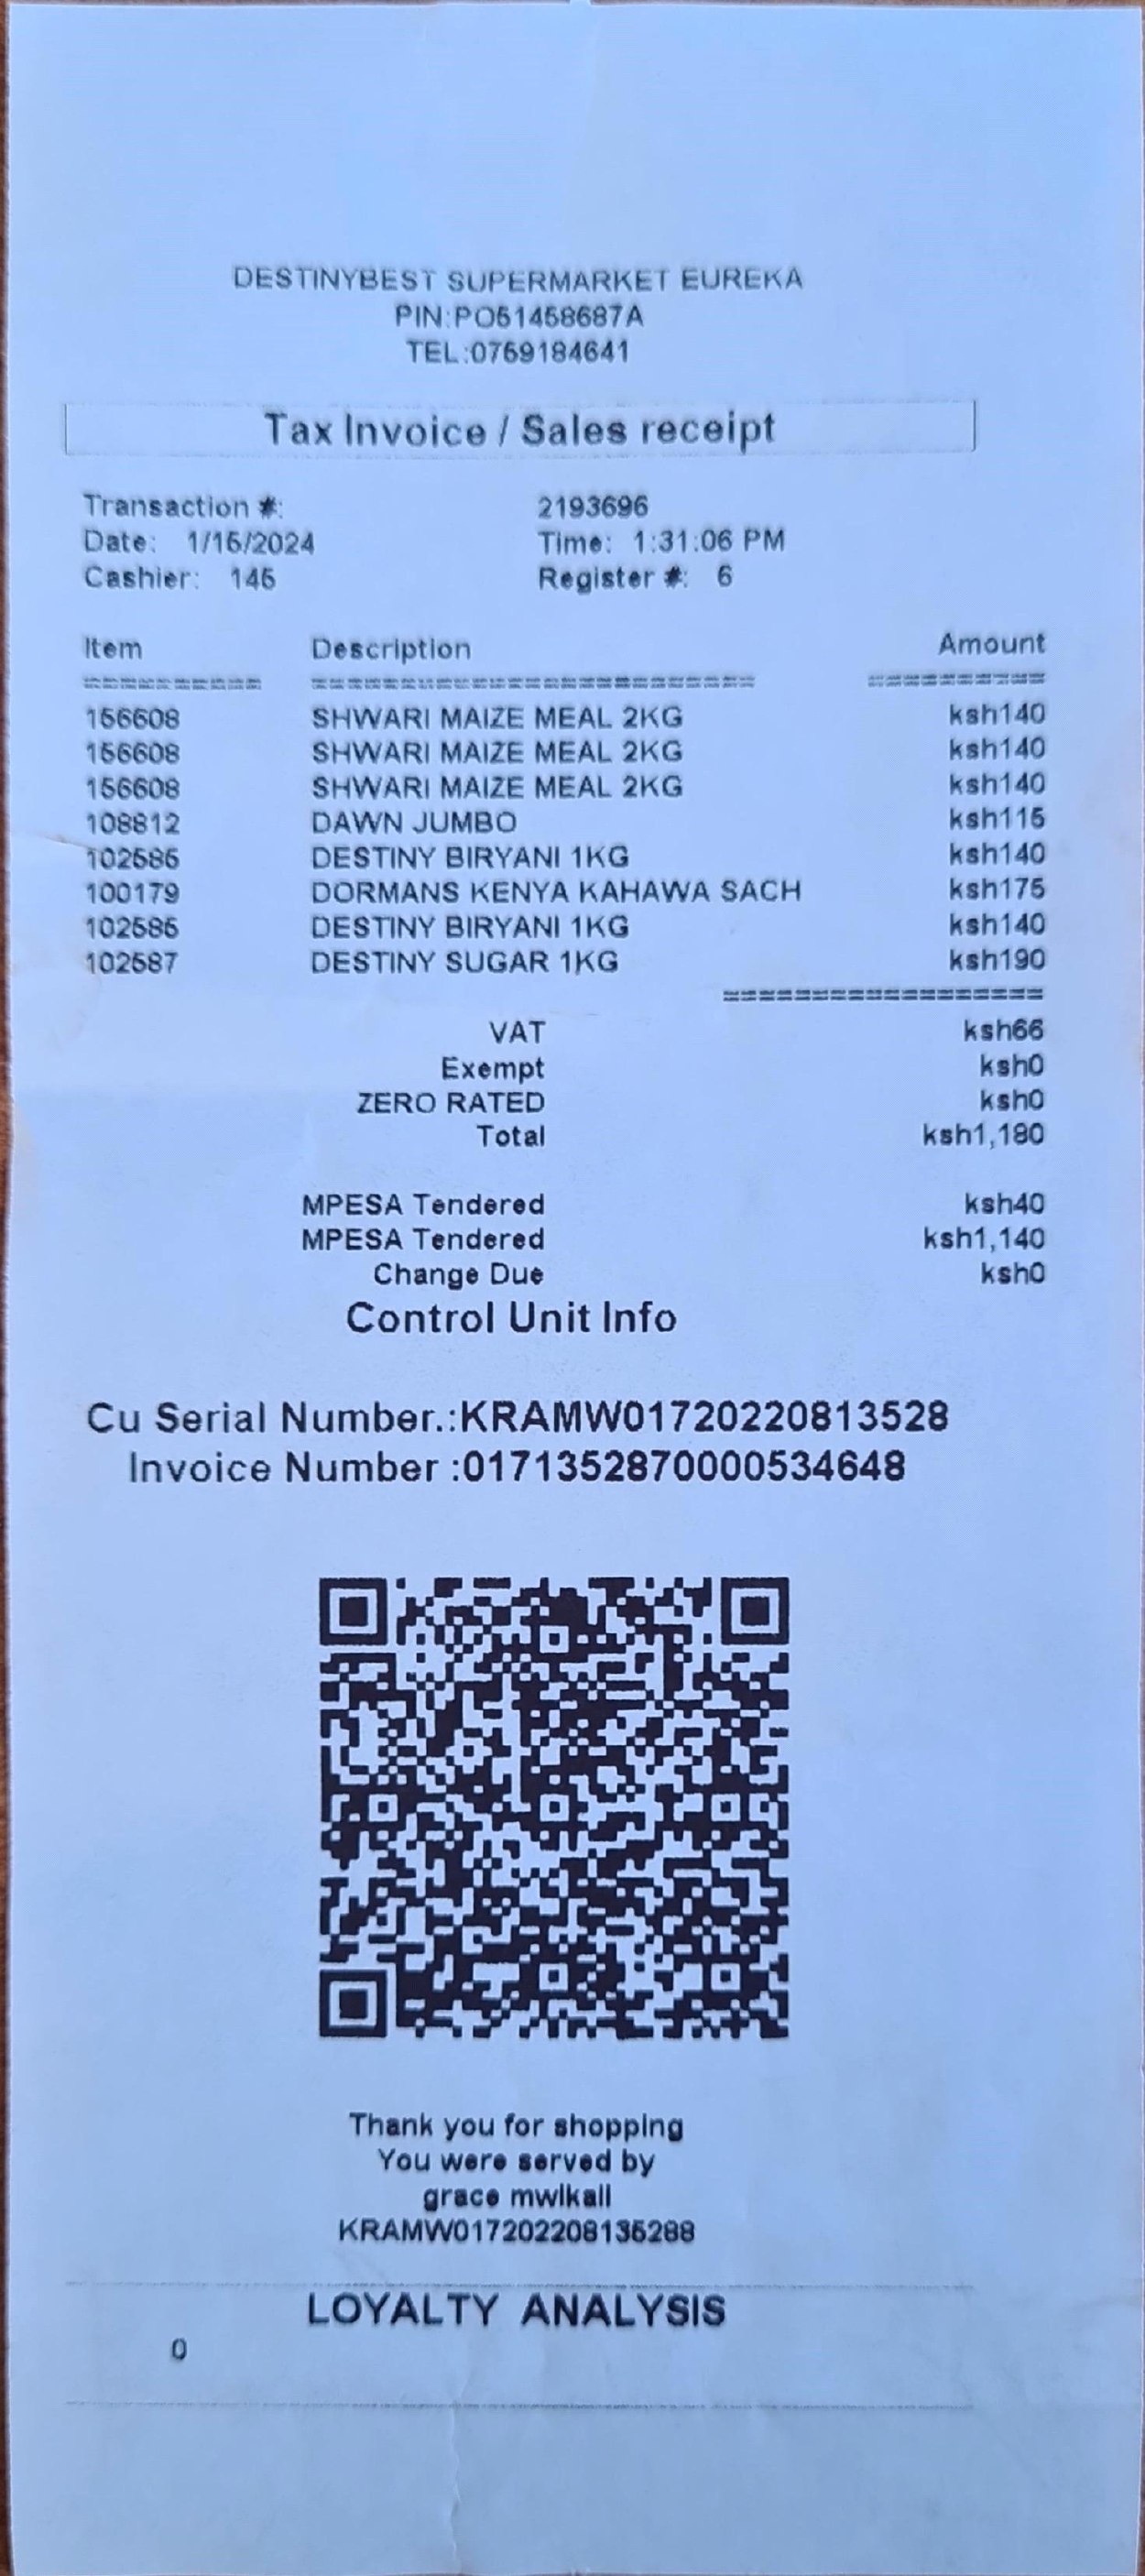 DESTINYBEST SUPERMARKET EUREKA
PIN:PO51458687A
TEL:0759184641
Tax Invoice / Sales receipt
Transaction #: 2193696
Date: 1/15/2024 Time: 1:31:06 PM
Cashier: 145 Register #: 6
Item Description Amount
156608 SHWARI MAIZE MEAL 2KG ksh140
156608 SHWARI MAIZE MEAL 2KG ksh140
156608 SHWARI MAIZE MEAL 2KG ksh140
108812 DAWN JUMBO ksh115
102585 DESTINY BIRYANI 1KG ksh140
100179 DORMANS KENYA KAHAWA SACH ksh175
102585 DESTINY BIRYANI 1KG ksh140
102587 DESTINY SUGAR 1KG ksh190
VAT ksh66
Exempt ksh0
ZERO RATED ksh0
Total ksh1,180
MPESA Tendered ksh40
MPESA Tendered ksh1,140
Change Due ksh0
Control Unit Info
Cu Serial Number.:KRAMW01720220813528
Invoice Number :0171352870000534648
Thank you for shopping
You were served by
grace mwikali
KRAMW017202208135288
LOYALTY ANALYSIS
0